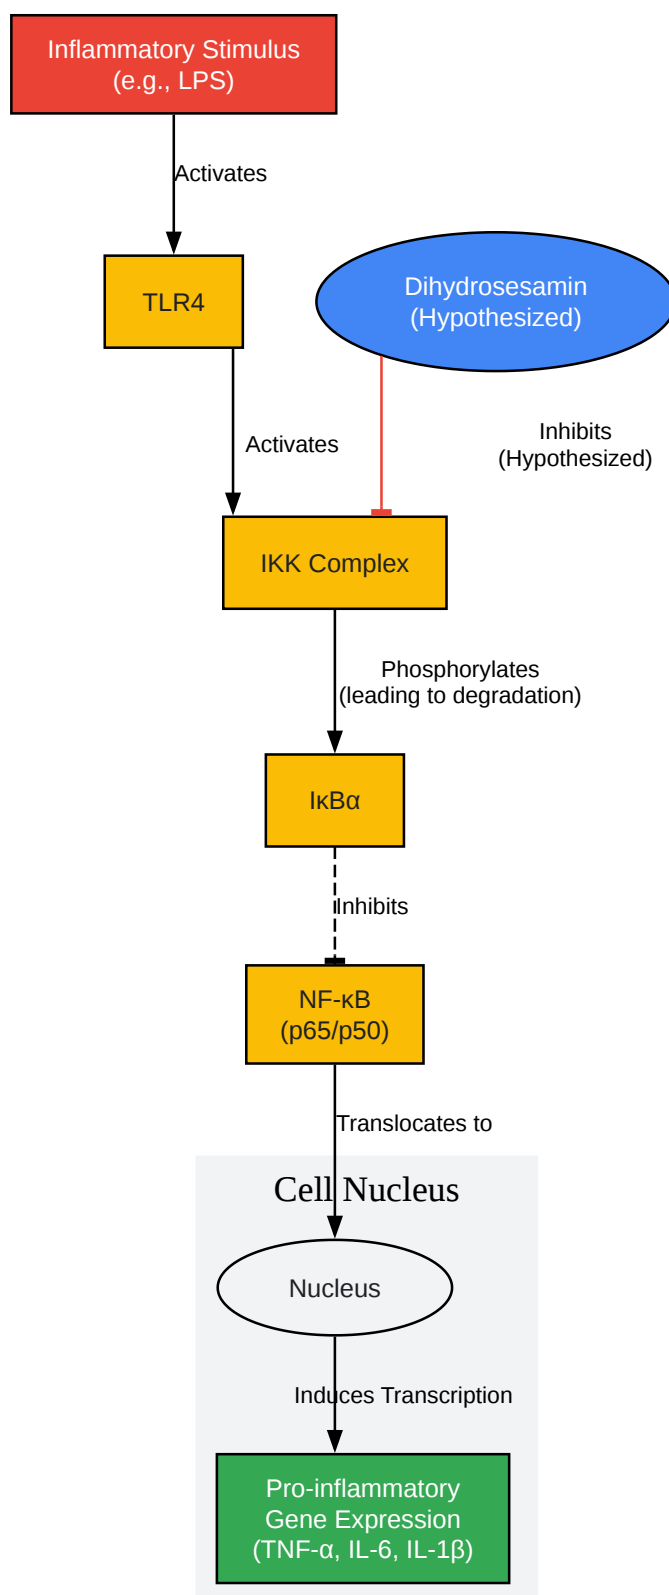 Inflammatory Stimulus
(e.g., LPS)
Activates
TLR4
Dihydrosesamin
(Hypothesized)
Activates
Inhibits
(Hypothesized)
IKK Complex
Phosphorylates
(leading to degradation)
IκBα
Inhibits
NF-κB
(p65/p50)
Translocates to
Cell Nucleus
Nucleus
Induces Transcription
Pro-inflammatory
Gene Expression
(TNF-α, IL-6, IL-1β)